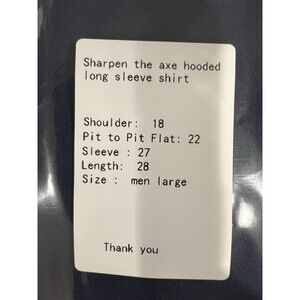 Sharpen the axe hooded
long sleeve shirt
Shoulder: 18
Pit to Pit Flat: 22
Sleeve : 27
Length: 28
Size : men large
Thank you